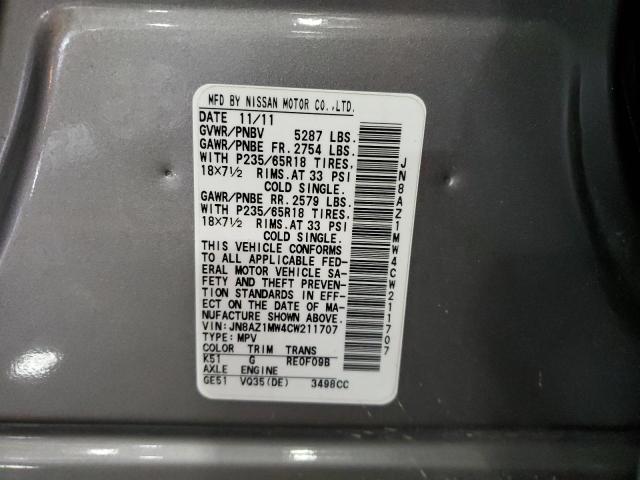 MFD BY NISSAN MOTOR CO.,LTD.
DATE 11/11
GVWR/PNBV 5287 LBS.
GAWR/PNBE FR. 2754 LBS.
WITH P235/65R18 TIRES,
18×7½ RIMS.AT 33 PSI
COLD SINGLE.
GAWR/PNBE RR. 2579 LBS.
WITH P235/65R18 TIRES,
18×7½ RIMS.AT 33 PSI
COLD SINGLE.
THIS VEHICLE CONFORMS
TO ALL APPLICABLE FED-
ERAL MOTOR VEHICLE SA-
FETY AND THEFT PREVEN-
TION STANDARDS IN EFF-
ECT ON THE DATE OF MA-
NUFACTURE SHOWN ABOVE.
VIN: JN8AZ1MW4CW211707
TYPE: MPV
COLOR TRIM TRANS
K51 G RE0F09B
AXLE ENGINE
GE51 VQ35(DE) 3498CC
JN8AZ1MW4CW211707